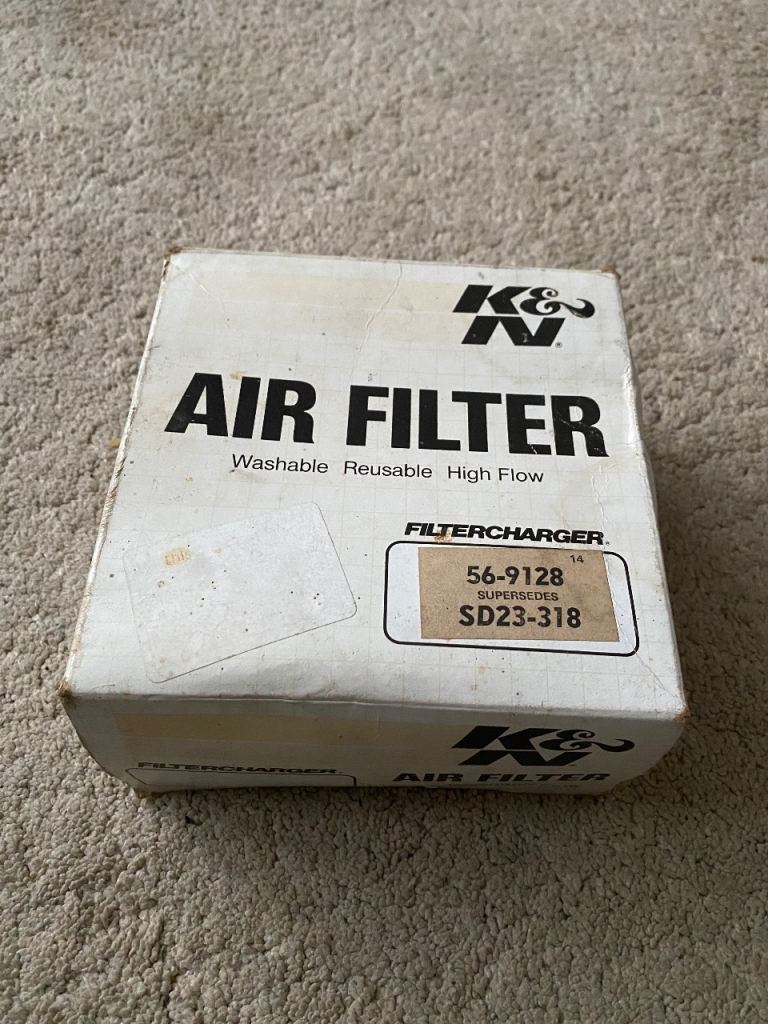 K&
N®
AIR FILTER
Washable Reusable High Flow
FILTERCHARGER®
14
56-9128
SUPERSEDES
SD23-318
K&
N
FILTERCHARGER
AIR FILTER